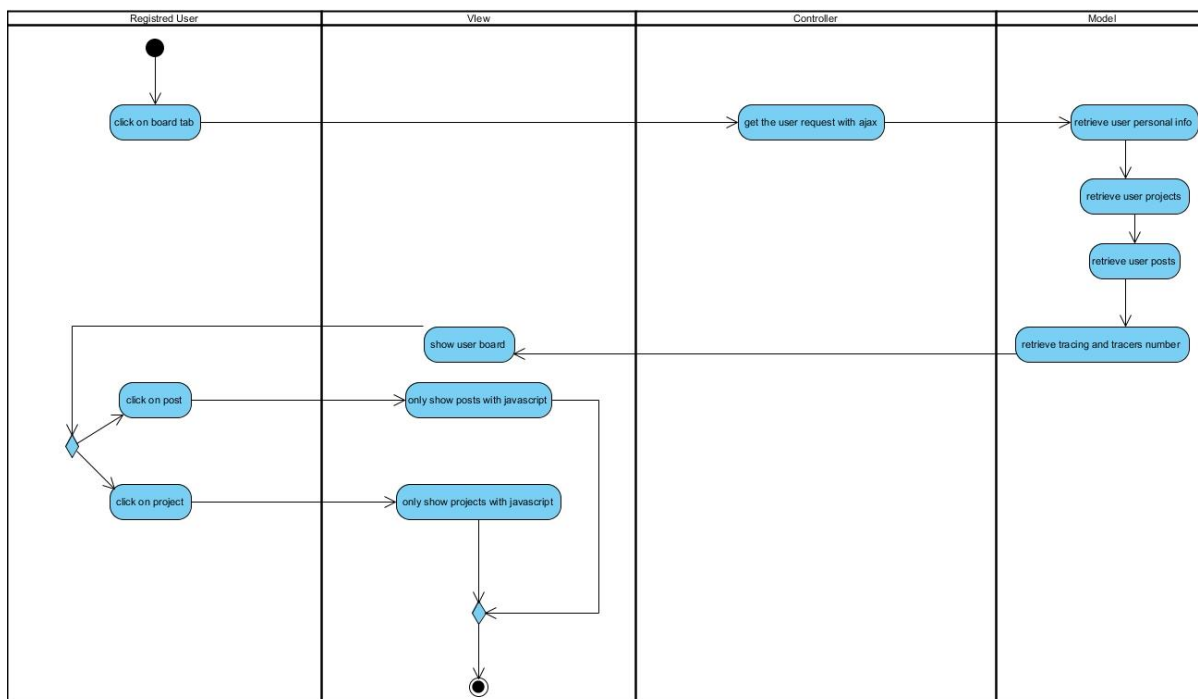 Registred User
VIew
Controller
Model
click on board tab
get the user request with ajax
retrieve user personal info
retrieve user projects
retrieve user posts
show user board
retrieve tracing and tracers number
click on post
only show posts with javascript
click on project
only show projects with javascript